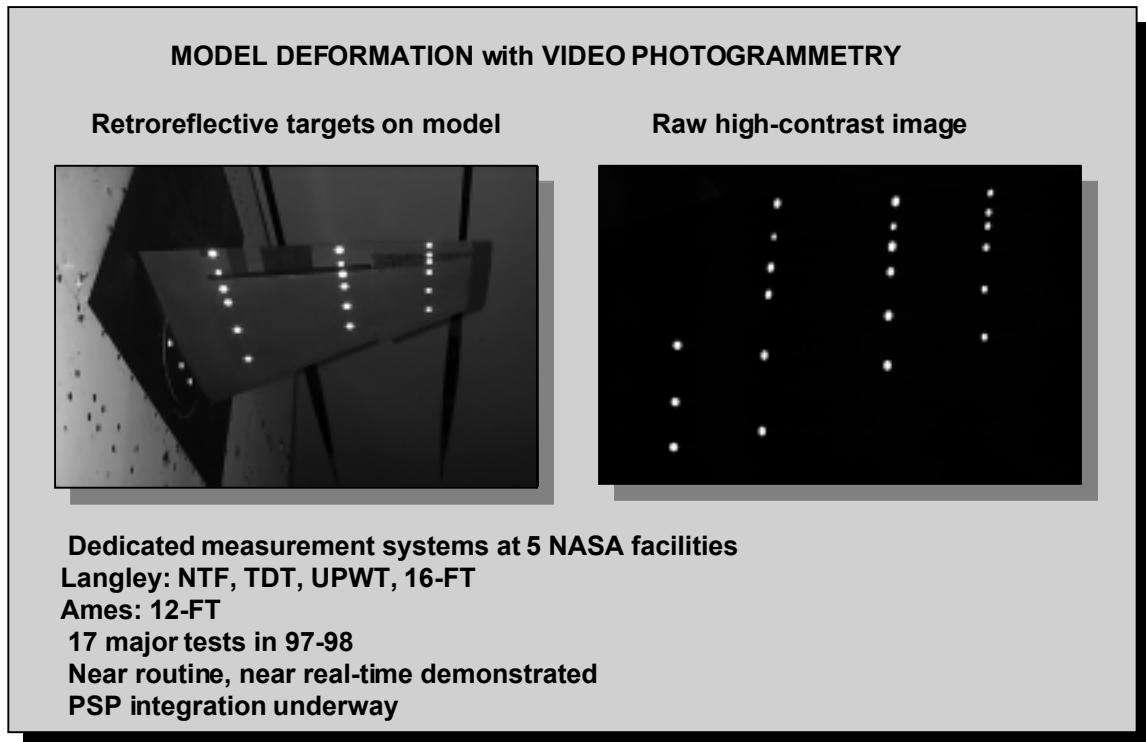 MODEL DEFORMATION with VIDEO PHOTOGRAMMETRY
Retroreflective targets on model
Raw high-contrast image
Dedicated measurement systems at 5 NASA facilities
Langley: NTF, TDT, UPWT, 16-FT
Ames: 12-FT
17 major tests in 97-98
Near routine, near real-time demonstrated
PSP integration underway